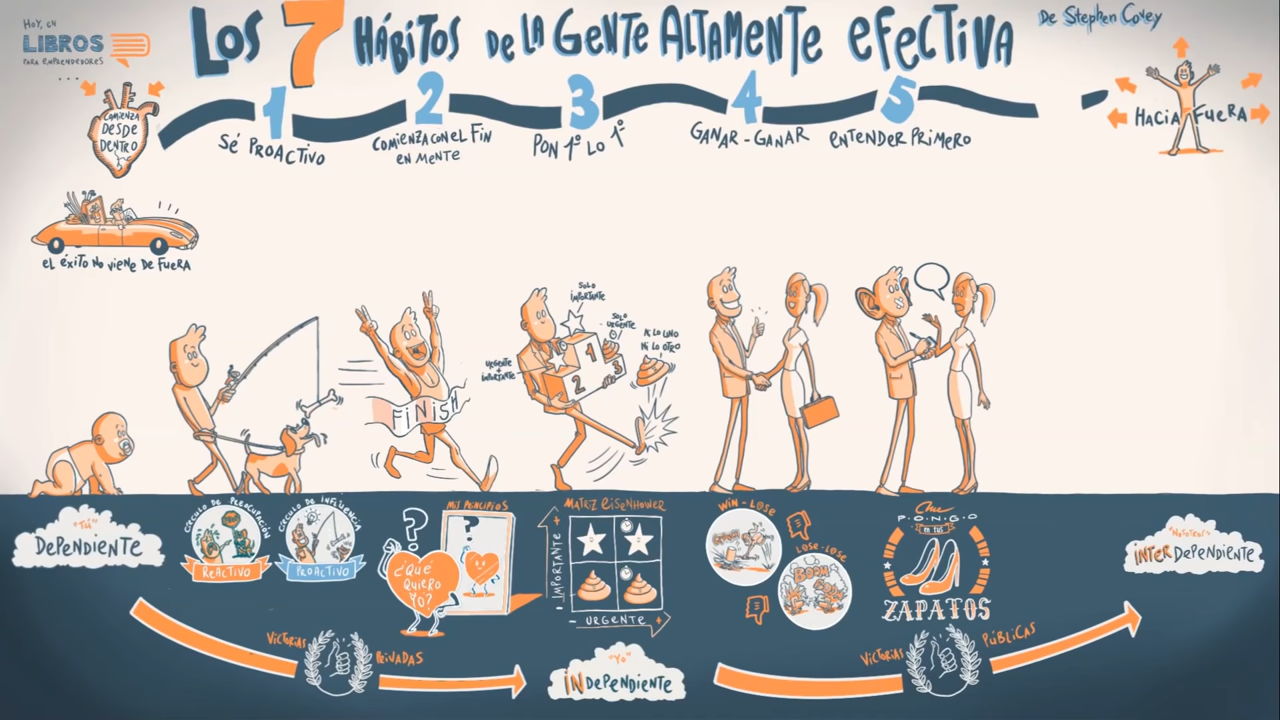 HOY, EN
LIBROS
PARA EMPRENDEDORES
LOS 7 HÁBITOS DE LA GENTE ALTAMENTE EFECTIVA
De Stephen Covey
COMIENZA
DESDE
DENTRO
1
SÉ PROACTIVO
2
COMIENZA CON EL FIN
EN MENTE
3
PON 1º LO 1º
4
GANAR-GANAR
5
ENTENDER PRIMERO
HACIA FUERA
EL ÉXITO NO VIENE DE FUERA
FINISH
SOLO
IMPORTANTE
SOLO
URGENTE
NI LO OTRO
URGENTE
+
IMPORTANTE
1
2
3
"TÚ"
DEPENDIENTE
CÍRCULO DE PREOCUPACIÓN
REACTIVO
CÍRCULO DE INFLUENCIA
PROACTIVO
?
¿QUÉ
QUIERO
YO?
MIS PRINCIPIOS
?
MATRIZ EISENHOWER
- IMPORTANTE +
- URGENTE +
WIN-LOSE
LOSE-LOSE
BOOM
P.O.N.G.O
EN TUS
ZAPATOS
"NOSOTROS"
INTERDEPENDIENTE
VICTORIAS
PRIVADAS
"YO"
INDEPENDIENTE
VICTORIAS
PÚBLICAS